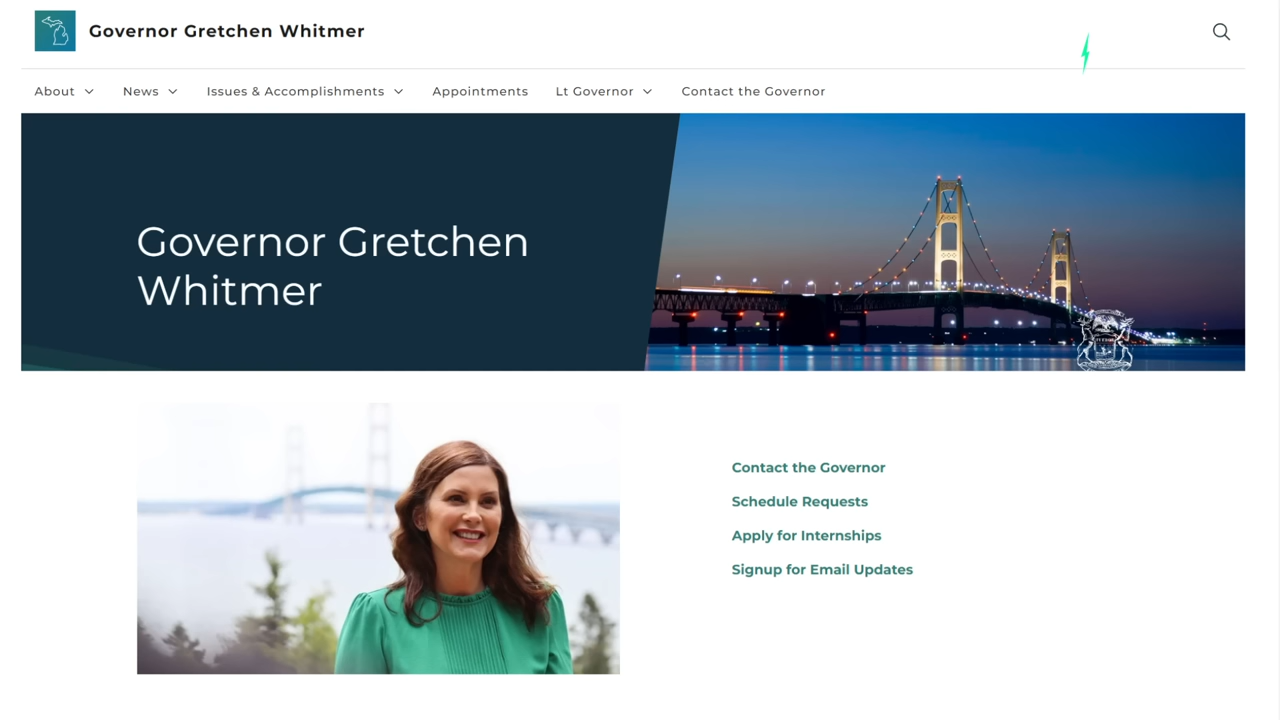 Governor Gretchen Whitmer
About News Issues & Accomplishments Appointments Lt Governor Contact the Governor
Governor Gretchen
Whitmer
Contact the Governor
Schedule Requests
Apply for Internships
Signup for Email Updates